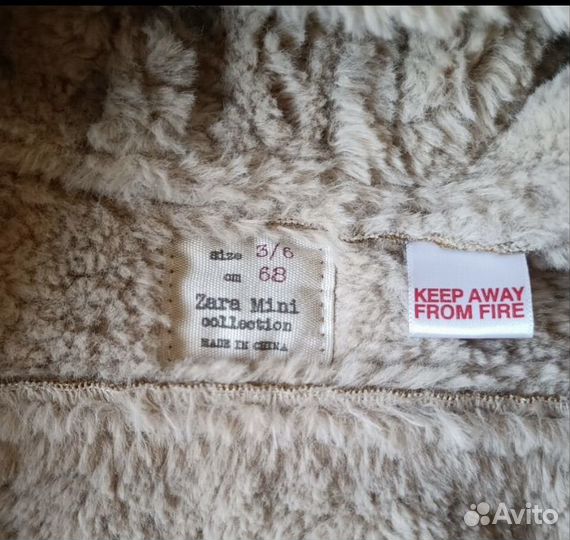 size 3/6
cm 68
Zara Mini
collection
MADE IN CHINA
KEEP AWAY
FROM FIRE
Avito